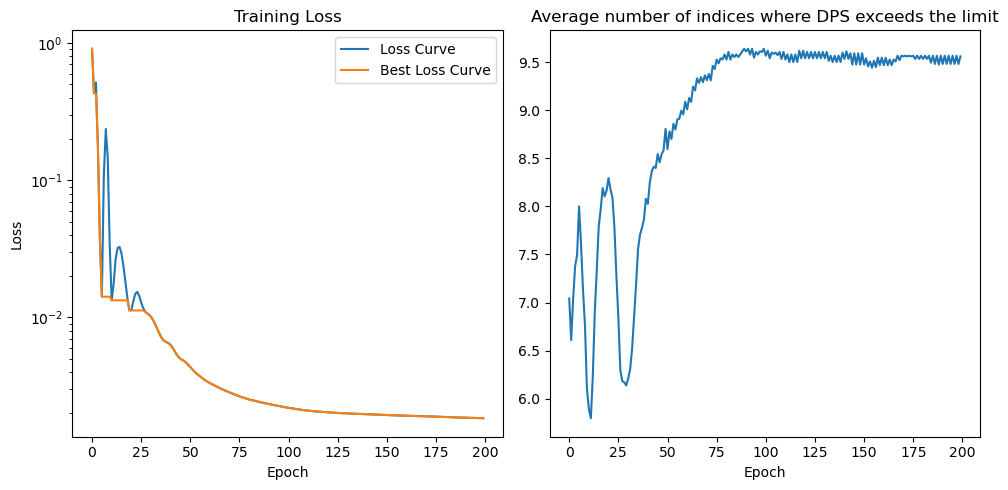 Training Loss
Loss Curve
Best Loss Curve
10^0
10^-1
10^-2
Loss
0 25 50 75 100 125 150 175 200
Epoch
Average number of indices where DPS exceeds the limit
9.5
9.0
8.5
8.0
7.5
7.0
6.5
6.0
0 25 50 75 100 125 150 175 200
Epoch